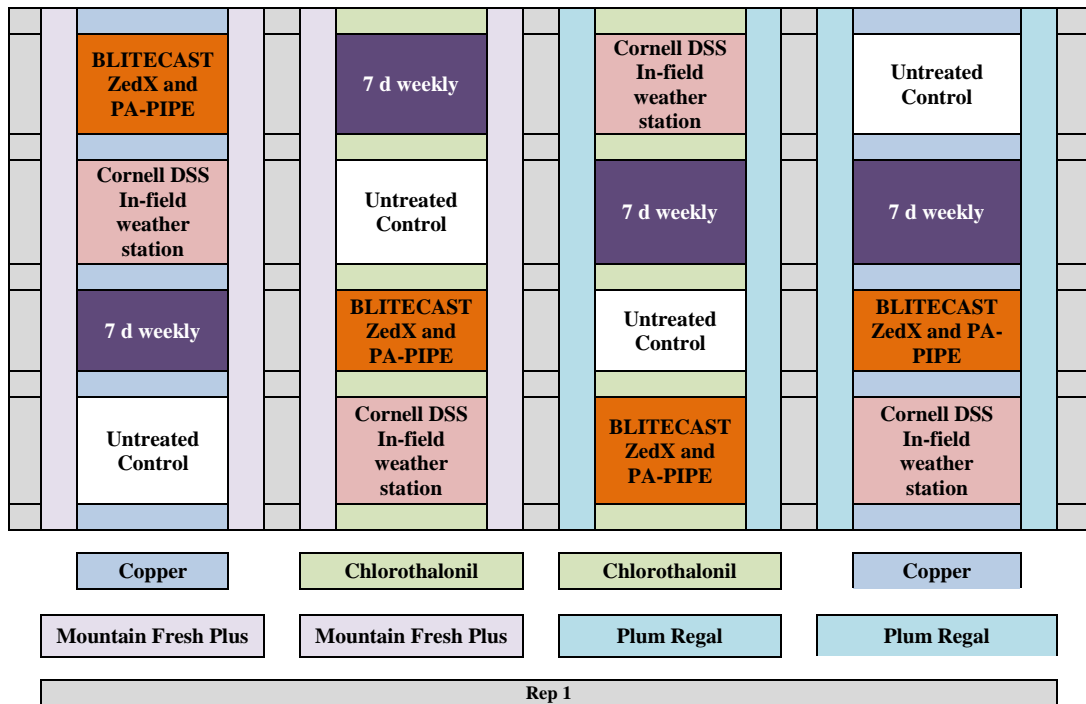 BLITECAST
ZedX and
PA-PIPE
7 d weekly
Cornell DSS
In-field
weather
station
Untreated
Control
Cornell DSS
In-field
weather
station
Untreated
Control
7 d weekly
7 d weekly
7 d weekly
BLITECAST
ZedX and
PA-PIPE
Untreated
Control
BLITECAST
ZedX and PA-
PIPE
Untreated
Control
Cornell DSS
In-field
weather
station
BLITECAST
ZedX and
PA-PIPE
Cornell DSS
In-field
weather
station
Copper
Chlorothalonil
Chlorothalonil
Copper
Mountain Fresh Plus
Mountain Fresh Plus
Plum Regal
Plum Regal
Rep 1